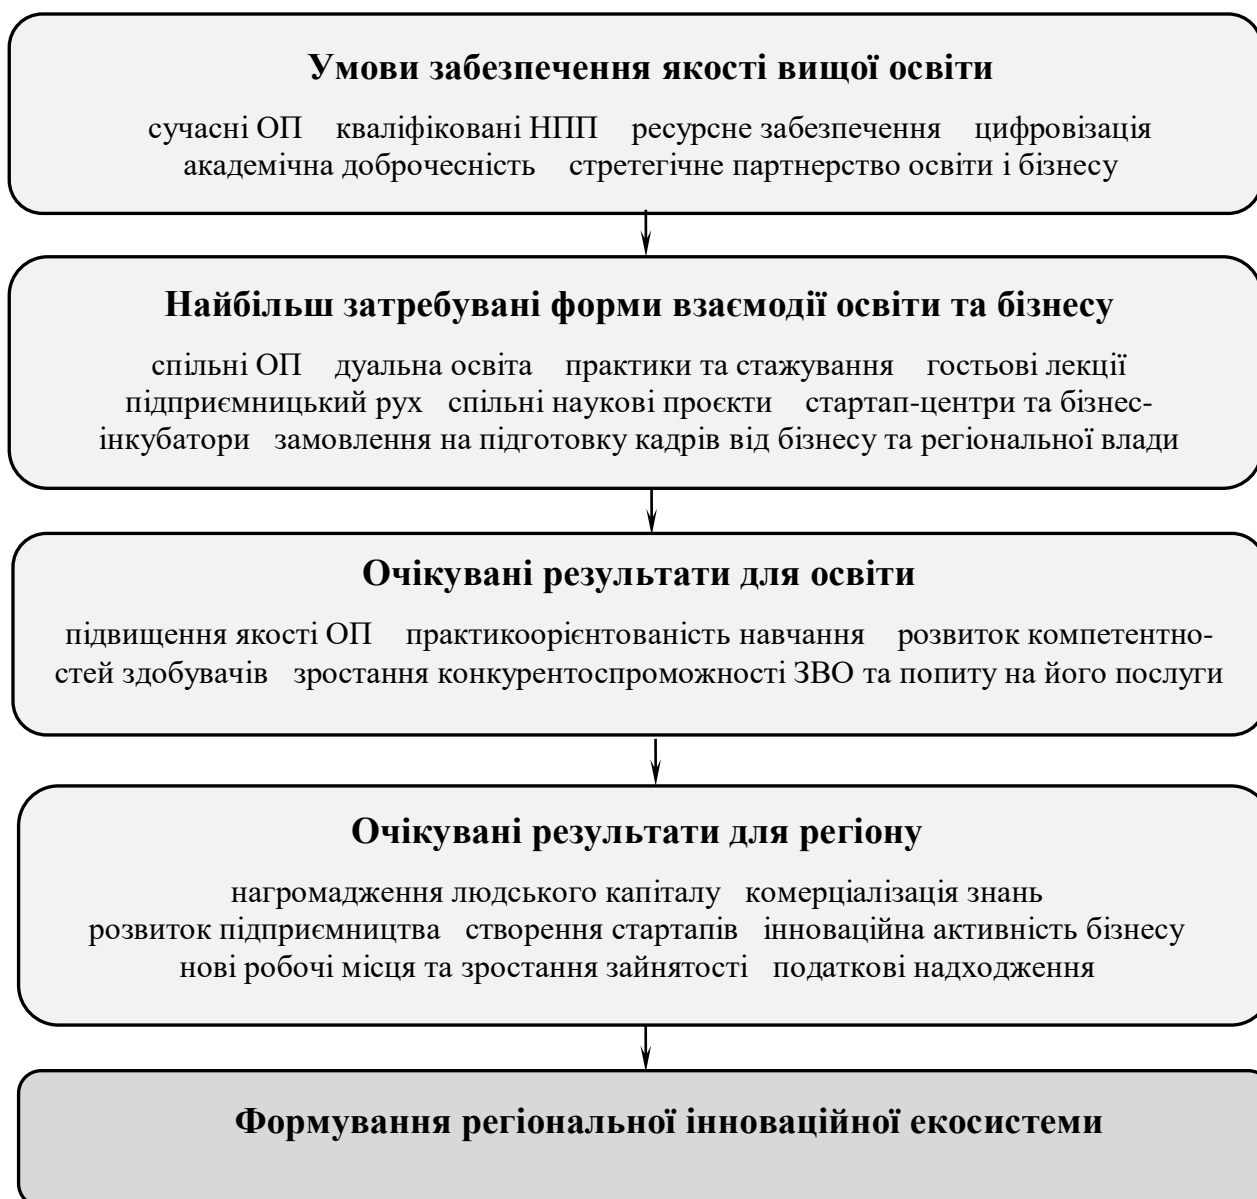 Умови забезпечення якості вищої освіти
сучасні ОП кваліфіковані НПП ресурсне забезпечення цифровізація
академічна доброчесність стретегічне партнерство освіти і бізнесу
Найбільш затребувані форми взаємодії освіти та бізнесу
спільні ОП дуальна освіта практики та стажування гостьові лекції
підприємницький рух спільні наукові проєкти стартап-центри та бізнес-
інкубатори замовлення на підготовку кадрів від бізнесу та регіональної влади
Очікувані результати для освіти
підвищення якості ОП практикоорієнтованість навчання розвиток компетентно-
стей здобувачів зростання конкурентоспроможності ЗВО та попиту на його послуги
Очікувані результати для регіону
нагромадження людського капіталу комерціалізація знань
розвиток підприємництва створення стартапів інноваційна активність бізнесу
нові робочі місця та зростання зайнятості податкові надходження
Формування регіональної інноваційної екосистеми